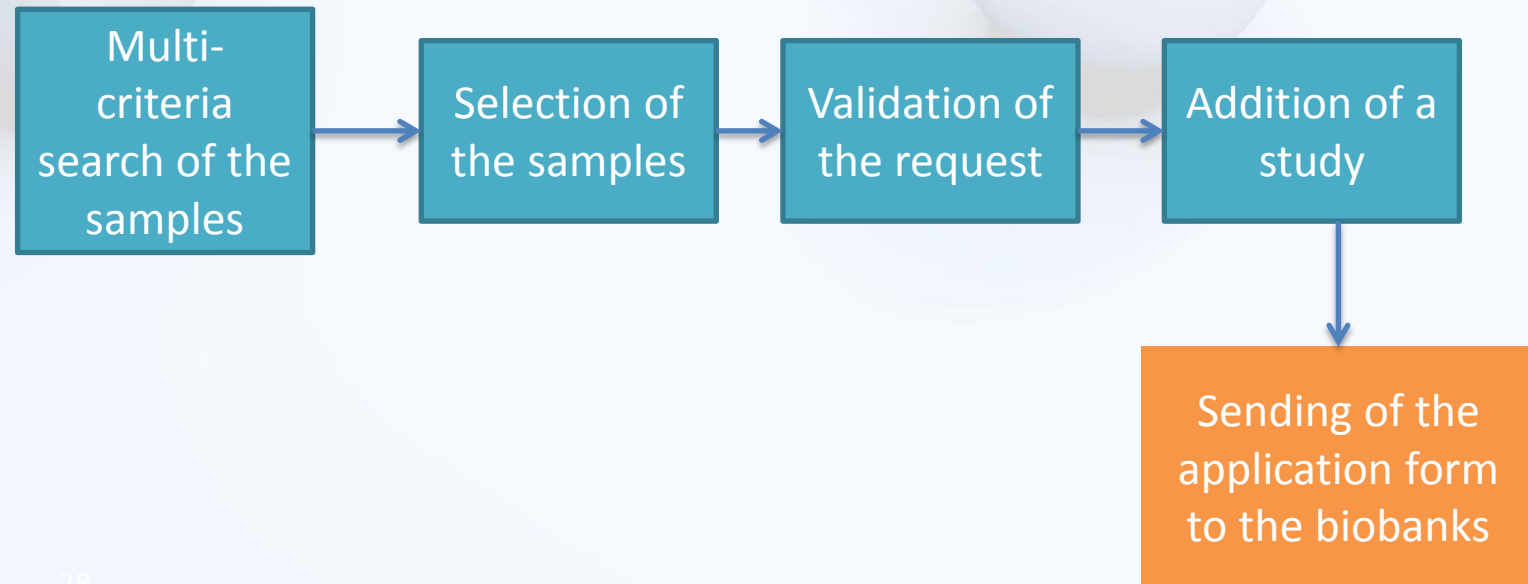 Multi-
criteria
search of the
samples
Selection of
the samples
Validation of
the request
Addition of a
study
Sending of the
application form
to the biobanks
28